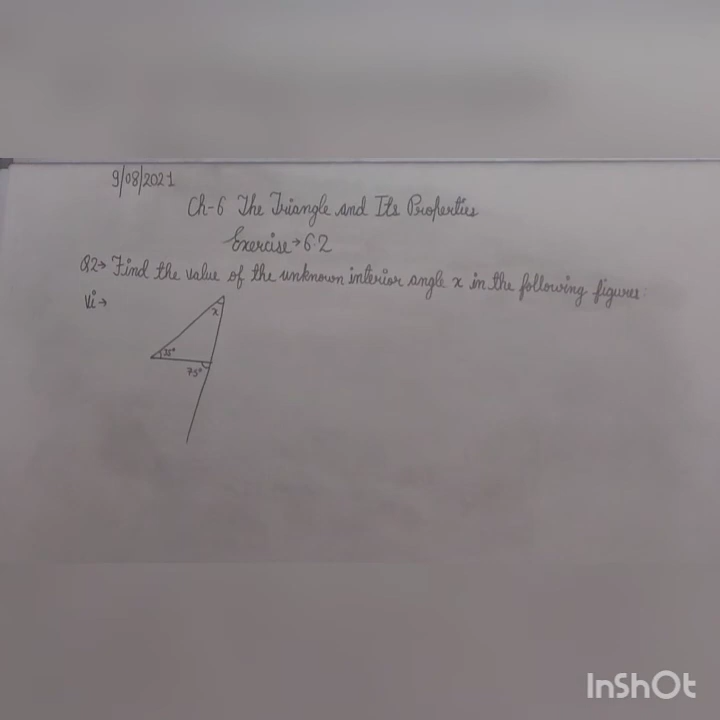 9/08/2021
Ch-6 The Triangle and Its Properties
Exercise → 6.2
Q2→ Find the value of the unknown interior angle x in the following figures:
vi→
x
35°
75°
InShOt